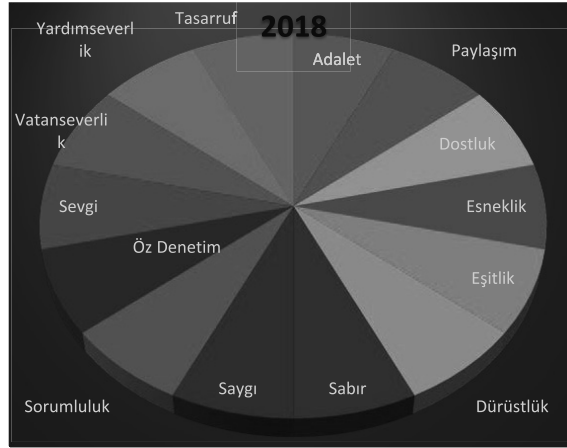 Tasarruf
2018
Yardımseverl
ik
Adalet
Paylaşım
Vatanseverli
k
Dostluk
Sevgi
Esneklik
Öz Denetim
Eşitlik
Saygı
Sabır
Sorumluluk
Dürüstlük